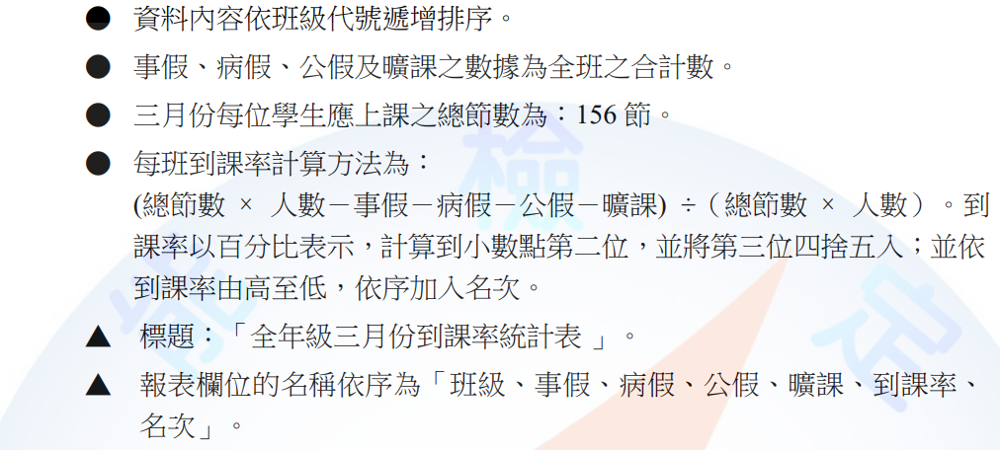 ● 資料內容依班級代號遞增排序。
● 事假、病假、公假及曠課之數據為全班之合計數。
● 三月份每位學生應上課之總節數為：156 節。
● 每班到課率計算方法為：
(總節數 × 人數－事假－病假－公假－曠課) ÷（總節數 × 人數）。到
課率以百分比表示，計算到小數點第二位，並將第三位四捨五入；並依
到課率由高至低，依序加入名次。
▲ 標題：「全年級三月份到課率統計表 」。
▲ 報表欄位的名稱依序為「班級、事假、病假、公假、曠課、到課率、
名次」。
檢
能
定